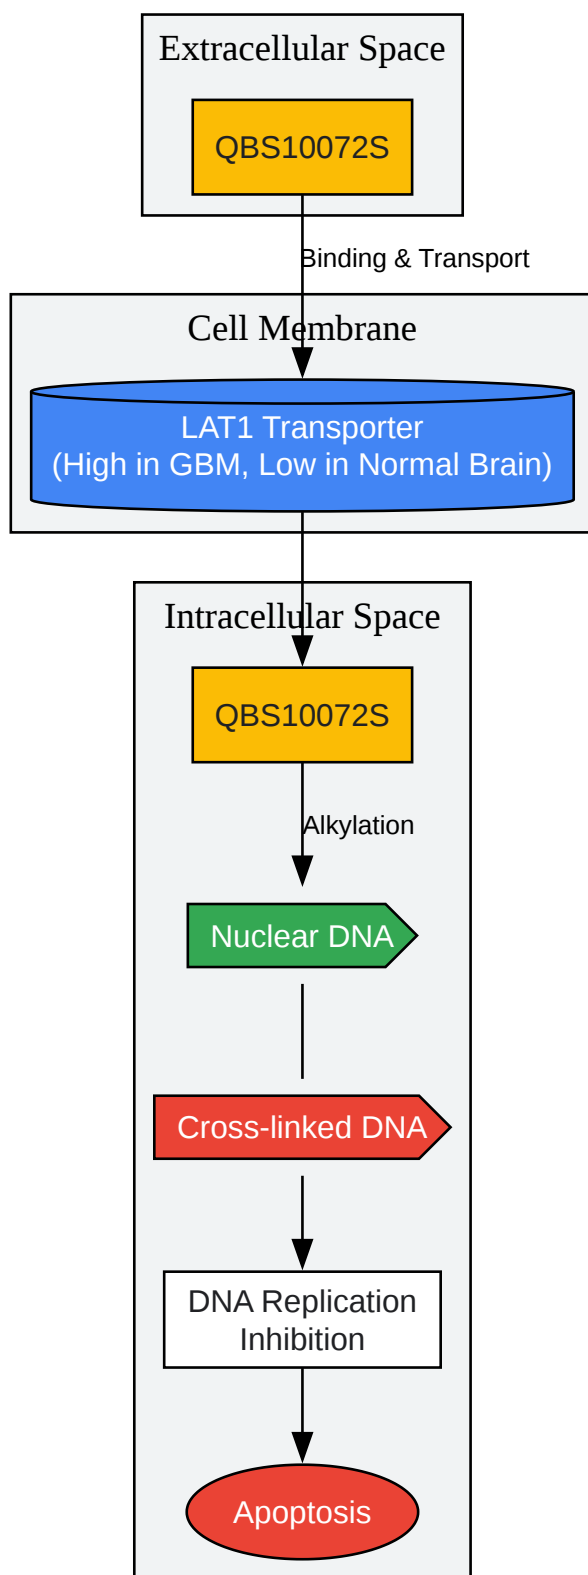 Extracellular Space
QBS10072S
Binding & Transport
Cell Membrane
LAT1 Transporter
(High in GBM, Low in Normal Brain)
Intracellular Space
QBS10072S
Alkylation
Nuclear DNA
Cross-linked DNA
DNA Replication
Inhibition
Apoptosis